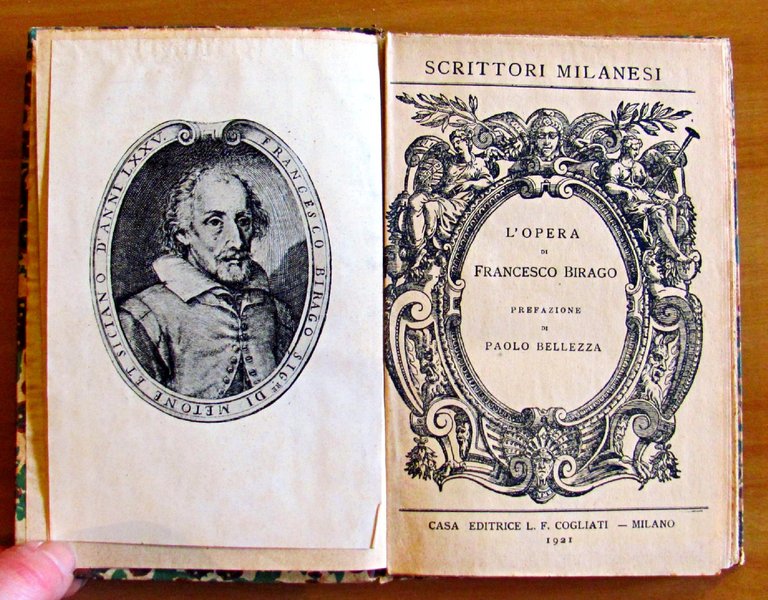 FRANCESCO BIRAGO SIG.RE DI METONE ET SICIANO D'ANNI LXXV.
SCRITTORI MILANESI
L'OPERA
DI
FRANCESCO BIRAGO
PREFAZIONE
DI
PAOLO BELLEZZA
CASA EDITRICE L. F. COGLIATI — MILANO
1921